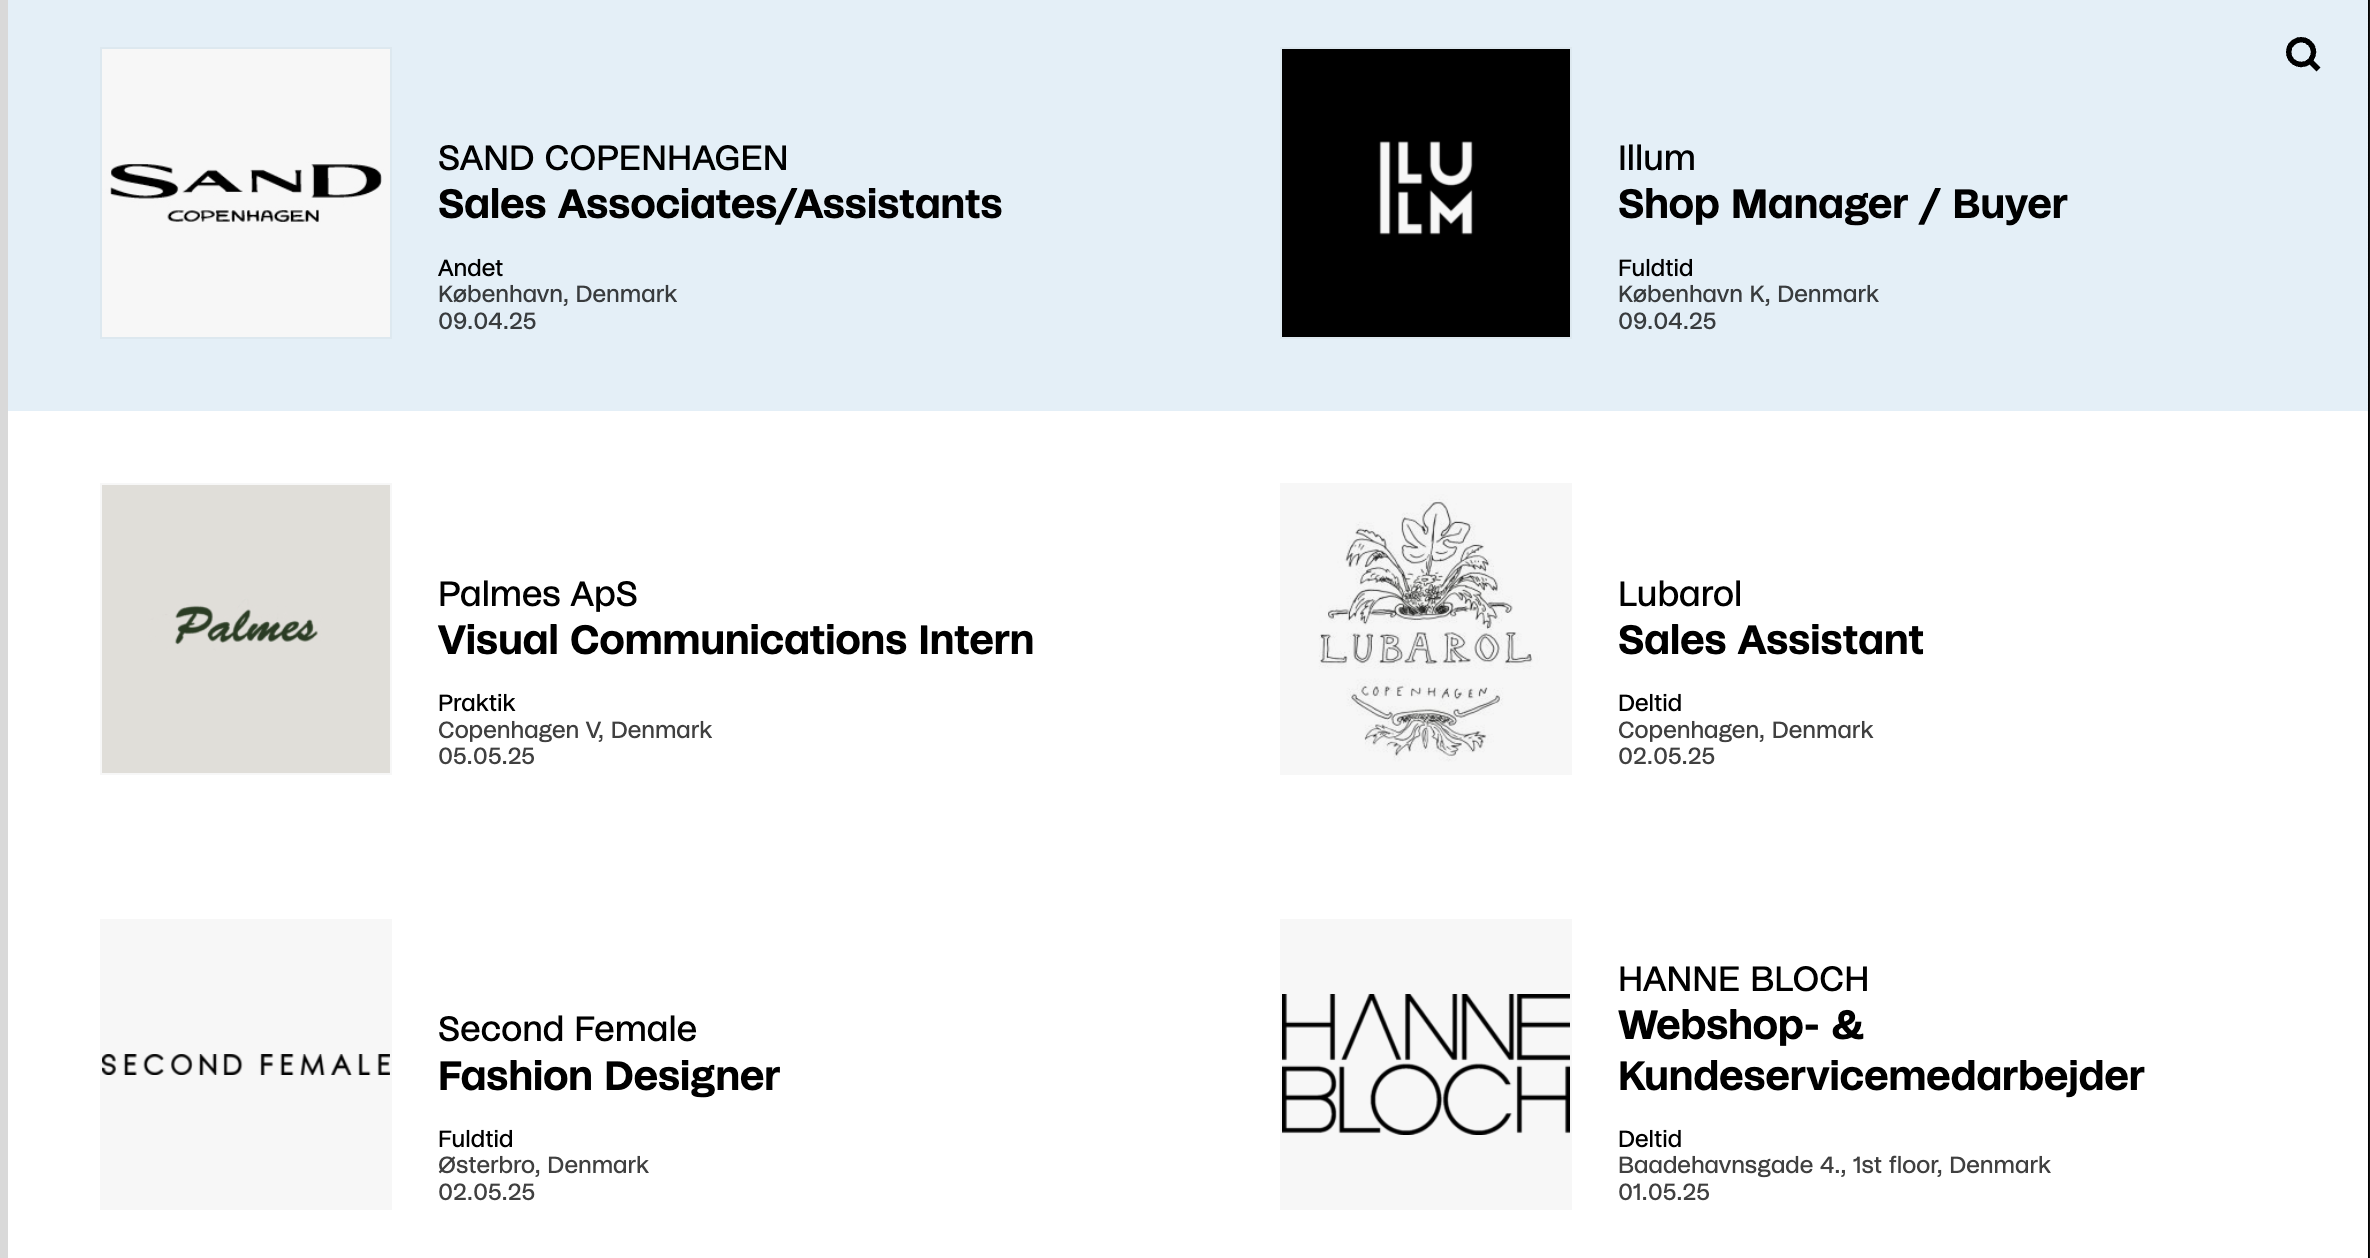 SAND
COPENHAGEN
SAND COPENHAGEN
Sales Associates/Assistants
Andet
København, Denmark
09.04.25
ILLU
LM
Illum
Shop Manager / Buyer
Fuldtid
København K, Denmark
09.04.25
Palmes
Palmes ApS
Visual Communications Intern
Praktik
Copenhagen V, Denmark
05.05.25
LUBAROL
COPENHAGEN
Lubarol
Sales Assistant
Deltid
Copenhagen, Denmark
02.05.25
SECOND FEMALE
Second Female
Fashion Designer
Fuldtid
Østerbro, Denmark
02.05.25
HANNE
BLOCH
HANNE BLOCH
Webshop- &
Kundeservicemedarbejder
Deltid
Baadehavnsgade 4., 1st floor, Denmark
01.05.25